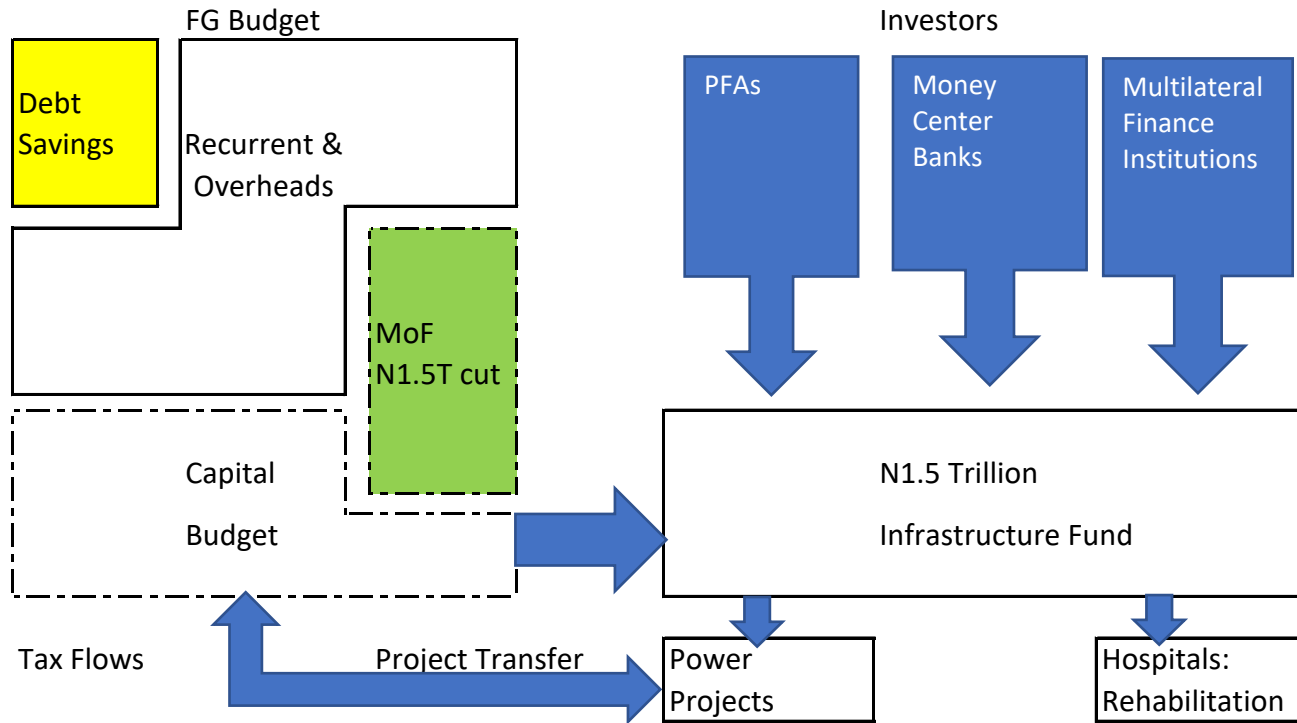 FG Budget
Investors
Debt
Savings
Recurrent &
Overheads
PFAs
Money
Center
Banks
Multilateral
Finance
Institutions
MoF
N1.5T cut
Capital
Budget
N1.5 Trillion
Infrastructure Fund
Tax Flows
Project Transfer
Power
Projects
Hospitals:
Rehabilitation